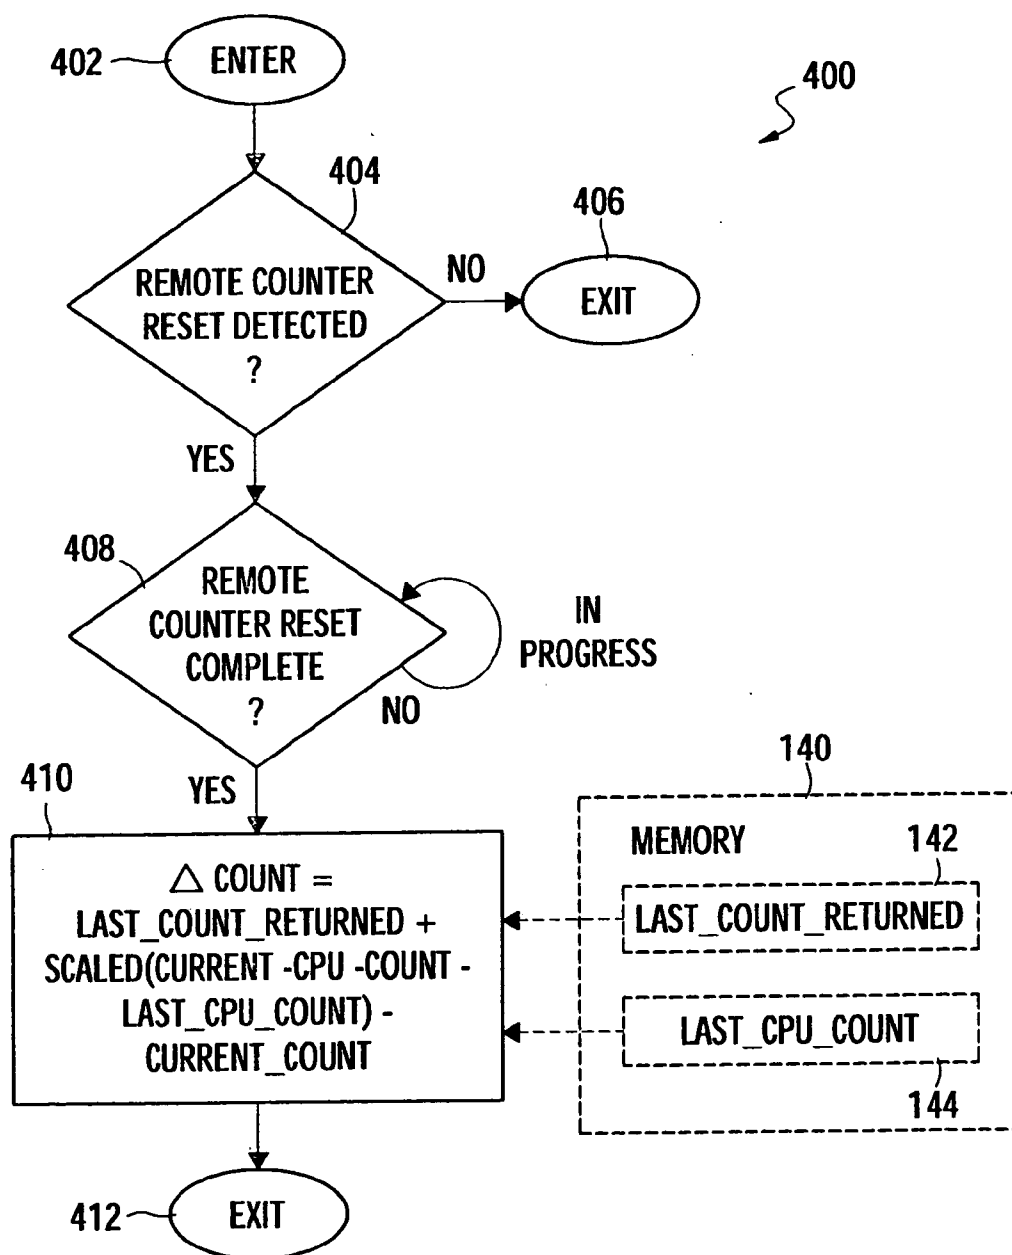 402
ENTER
400
404
406
REMOTE COUNTER
RESET DETECTED
?
NO
EXIT
YES
408
REMOTE
COUNTER RESET
COMPLETE
?
IN
PROGRESS
NO
YES
410
140
△ COUNT =
LAST_COUNT_RETURNED +
SCALED(CURRENT -CPU -COUNT -
LAST_CPU_COUNT) -
CURRENT_COUNT
MEMORY
142
LAST_COUNT_RETURNED
LAST_CPU_COUNT
144
412
EXIT